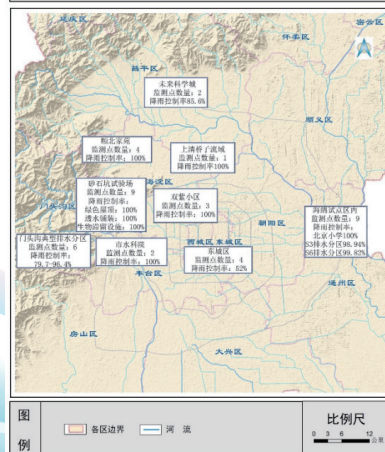 延庆区
怀柔区
密云区
昌平区
未来科学城
监测点数量: 2
降雨控制率85.6%
顺义区
监测点数量: 4
降雨控制率: 100%
上清桥子流域
监测点数量: 1
降雨控制率 100%
海淀区
砂石坑试验场
监测点数量: 9
降雨控制率:
绿色屋顶: 100%
透水铺装: 100%
生物滞留设施: 100%
双紫小区
监测点数量: 3
降雨控制率: 100%
门头沟区
朝阳区
海绵试点区内
监测点数量: 9
降雨控制率:
北京小学100%
S3排水分区98.94%
S6排水分区99.82%
门头沟典型排水分区
监测点数量: 6
降雨控制率:
79.7-96.4%
市水科院
监测点数量: 2
降雨控制率: 100%
西城区
东城区
东城区
监测点数量: 4
降雨控制率: 52%
丰台区
通州区
房山区
大兴区
图例
各区边界
河 流
比例尺
0 3 6 12
公里